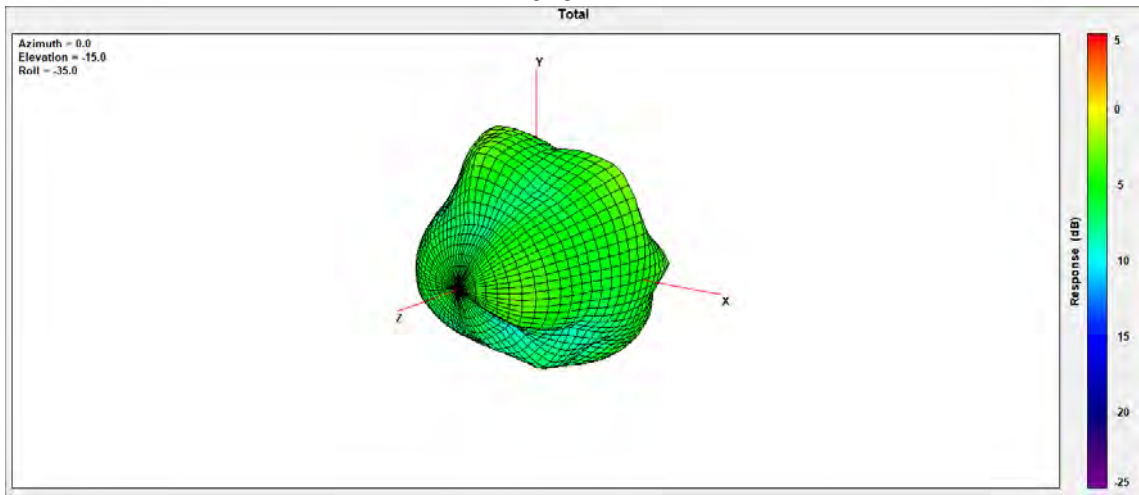 Total
Azimuth = 0.0
Elevation = -15.0
Roll = -35.0
Y
X
Z
Response (dB)
5
0
-5
-10
-15
-20
-25